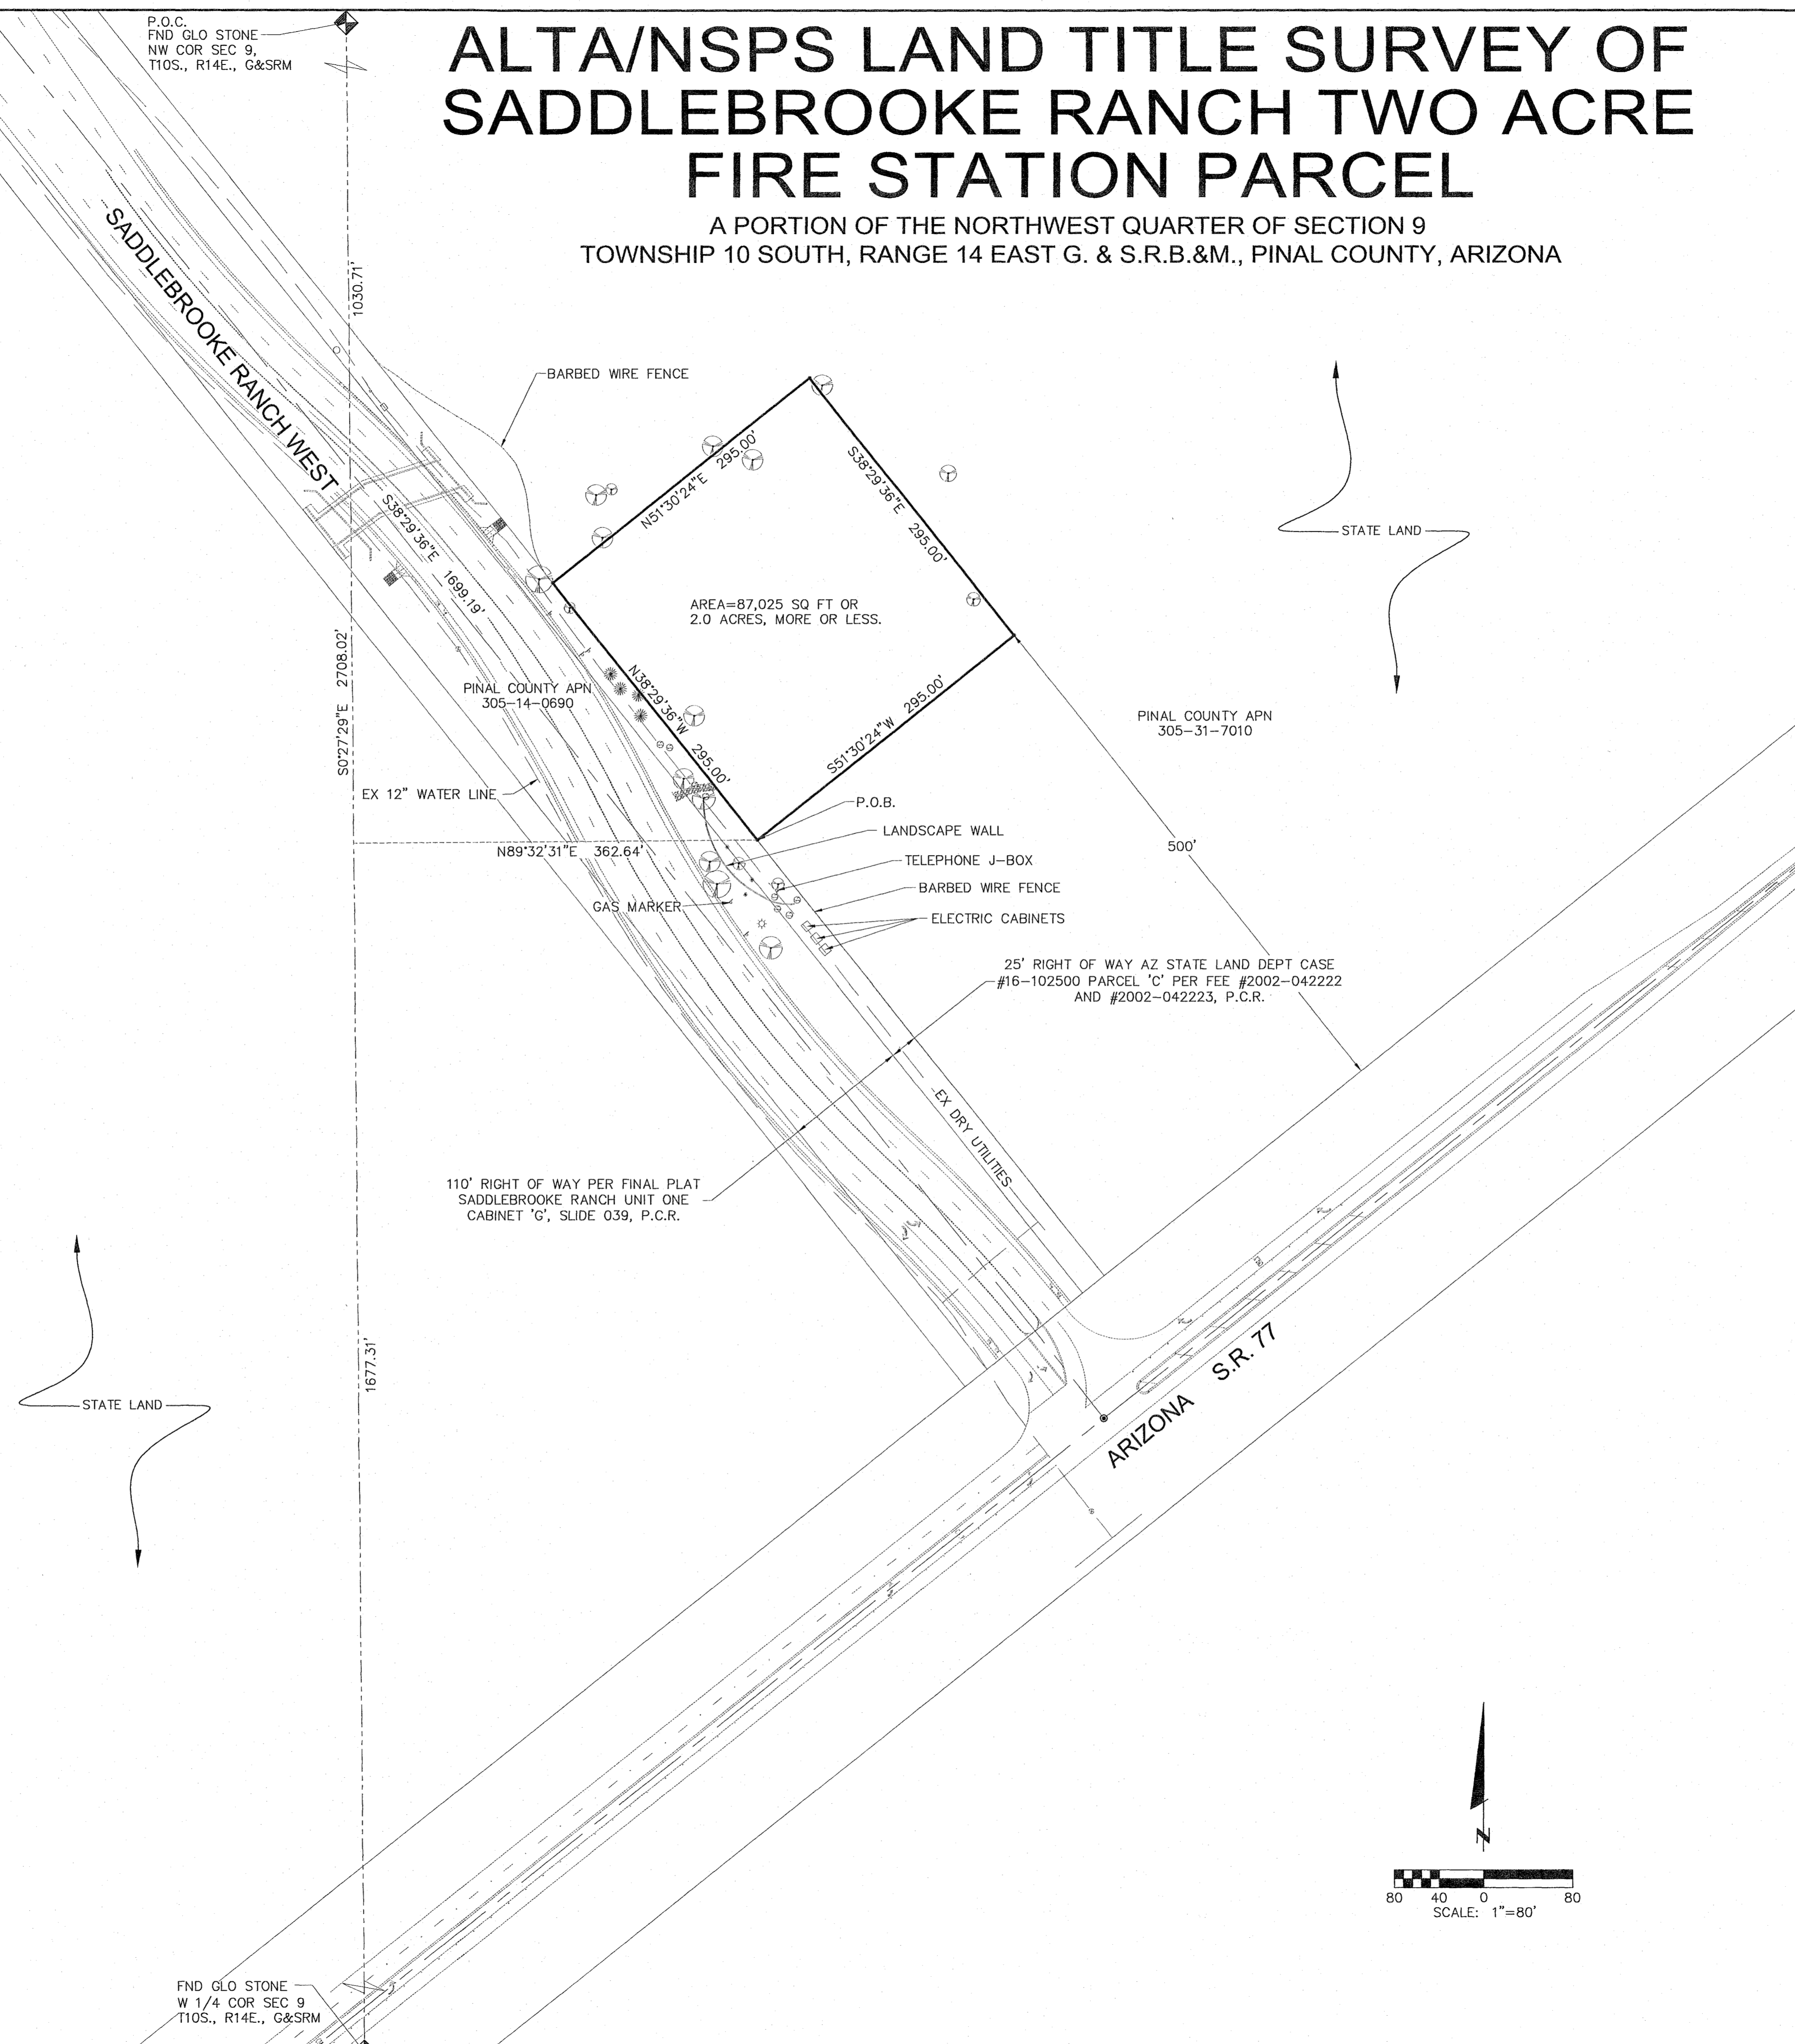 P.O.C.
FND GLO STONE
NW COR SEC 9,
T10S., R14E., G&SRM
ALTA/NSPS LAND TITLE SURVEY OF
SADDLEBROOKE RANCH TWO ACRE
FIRE STATION PARCEL
A PORTION OF THE NORTHWEST QUARTER OF SECTION 9
TOWNSHIP 10 SOUTH, RANGE 14 EAST G. & S.R.B.&M., PINAL COUNTY, ARIZONA
SADDLEBROOKE RANCH WEST
1030.71'
BARBED WIRE FENCE
N51°30'24"E 295.00'
S38°29'36"E 295.00'
STATE LAND
S38°29'36"E 1699.19'
AREA=87,025 SQ FT OR
2.0 ACRES, MORE OR LESS.
S0°27'29"E 2708.02'
PINAL COUNTY APN
305-14-0690
N38°29'36"W 295.00'
S51°30'24"W 295.00'
PINAL COUNTY APN
305-31-7010
EX 12" WATER LINE
P.O.B.
LANDSCAPE WALL
N89°32'31"E 362.64'
500'
TELEPHONE J-BOX
BARBED WIRE FENCE
GAS MARKER
ELECTRIC CABINETS
25' RIGHT OF WAY AZ STATE LAND DEPT CASE
#16-102500 PARCEL 'C' PER FEE #2002-042222
AND #2002-042223, P.C.R.
EX DRY UTILITIES
110' RIGHT OF WAY PER FINAL PLAT
SADDLEBROOKE RANCH UNIT ONE
CABINET 'G', SLIDE 039, P.C.R.
1677.31'
STATE LAND
ARIZONA S.R. 77
N
80 40 0 80
SCALE: 1"=80'
FND GLO STONE
W 1/4 COR SEC 9
T10S., R14E., G&SRM